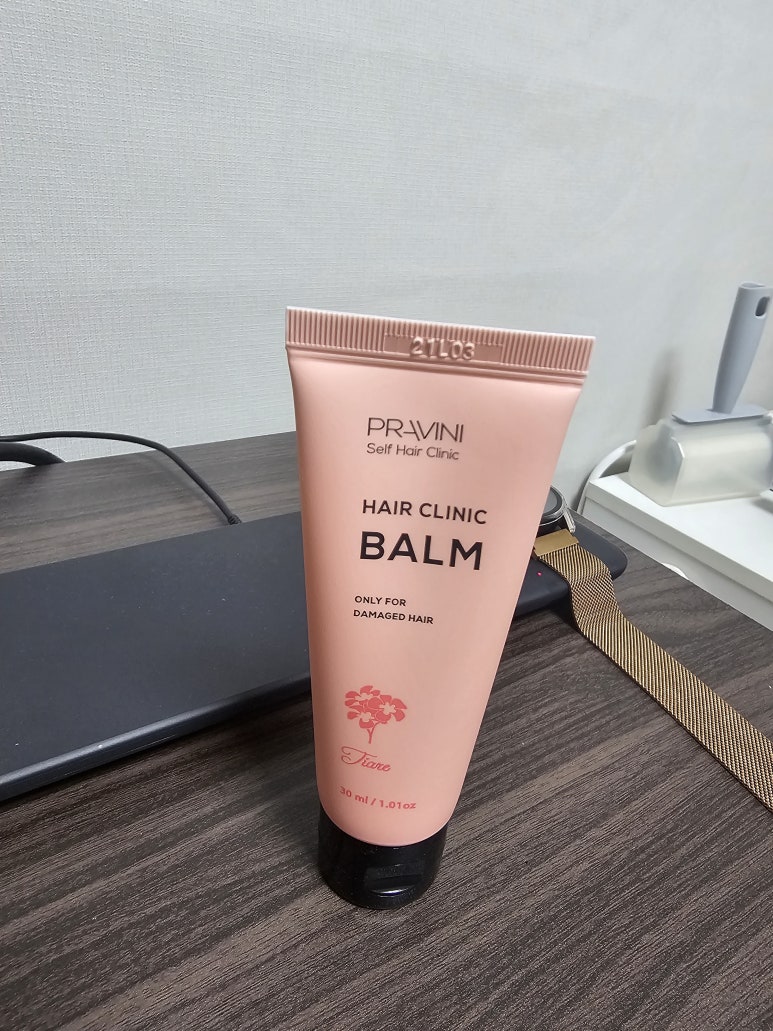 21L03
PRAVINI
Self Hair Clinic
HAIR CLINIC
BALM
ONLY FOR
DAMAGED HAIR
Tiare
30 ml / 1.01oz